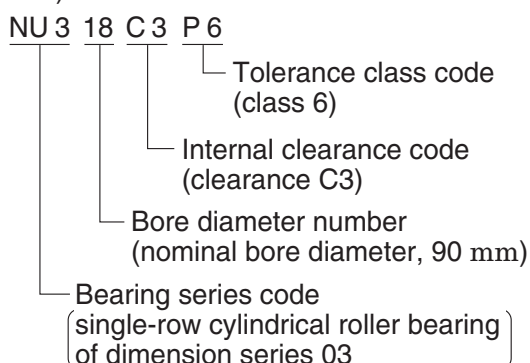 NU 3 18 C 3 P 6
Tolerance class code
(class 6)
Internal clearance code
(clearance C3)
Bore diameter number
(nominal bore diameter, 90 mm)
Bearing series code
single-row cylindrical roller bearing
of dimension series 03